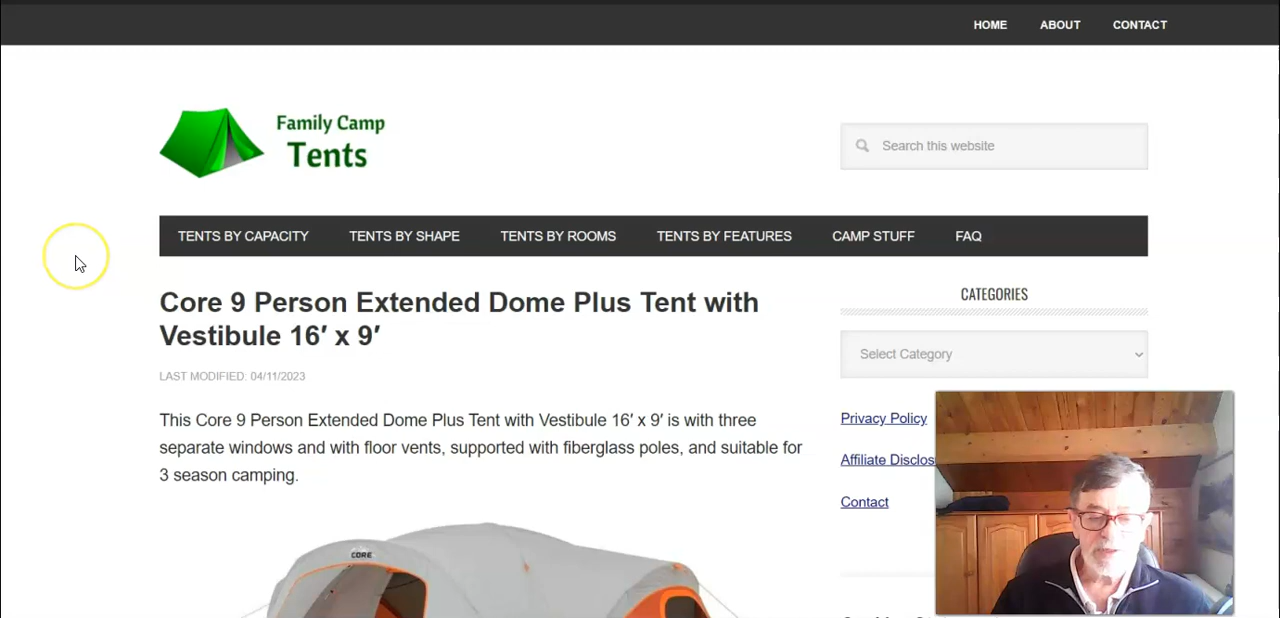 HOME ABOUT CONTACT
Family Camp
Tents
Search this website
TENTS BY CAPACITY TENTS BY SHAPE TENTS BY ROOMS TENTS BY FEATURES CAMP STUFF FAQ
Core 9 Person Extended Dome Plus Tent with
Vestibule 16′ x 9′
LAST MODIFIED: 04/11/2023
This Core 9 Person Extended Dome Plus Tent with Vestibule 16′ x 9′ is with three
separate windows and with floor vents, supported with fiberglass poles, and suitable for
3 season camping.
CORE
CATEGORIES
Select Category
Privacy Policy
Affiliate Disclos
Contact